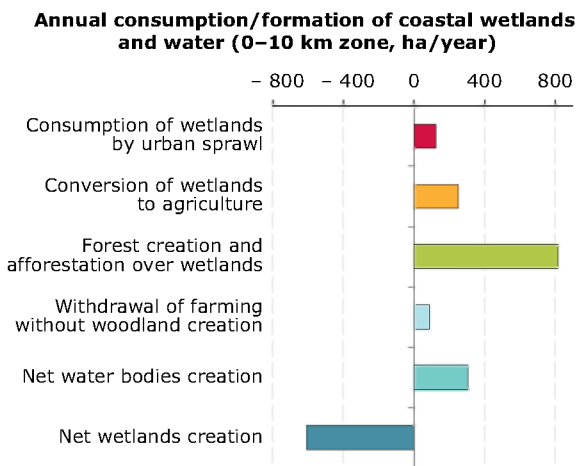 Annual consumption/formation of coastal wetlands
and water (0–10 km zone, ha/year)
– 800 – 400 0 400 800
Consumption of wetlands
by urban sprawl
Conversion of wetlands
to agriculture
Forest creation and
afforestation over wetlands
Withdrawal of farming
without woodland creation
Net water bodies creation
Net wetlands creation